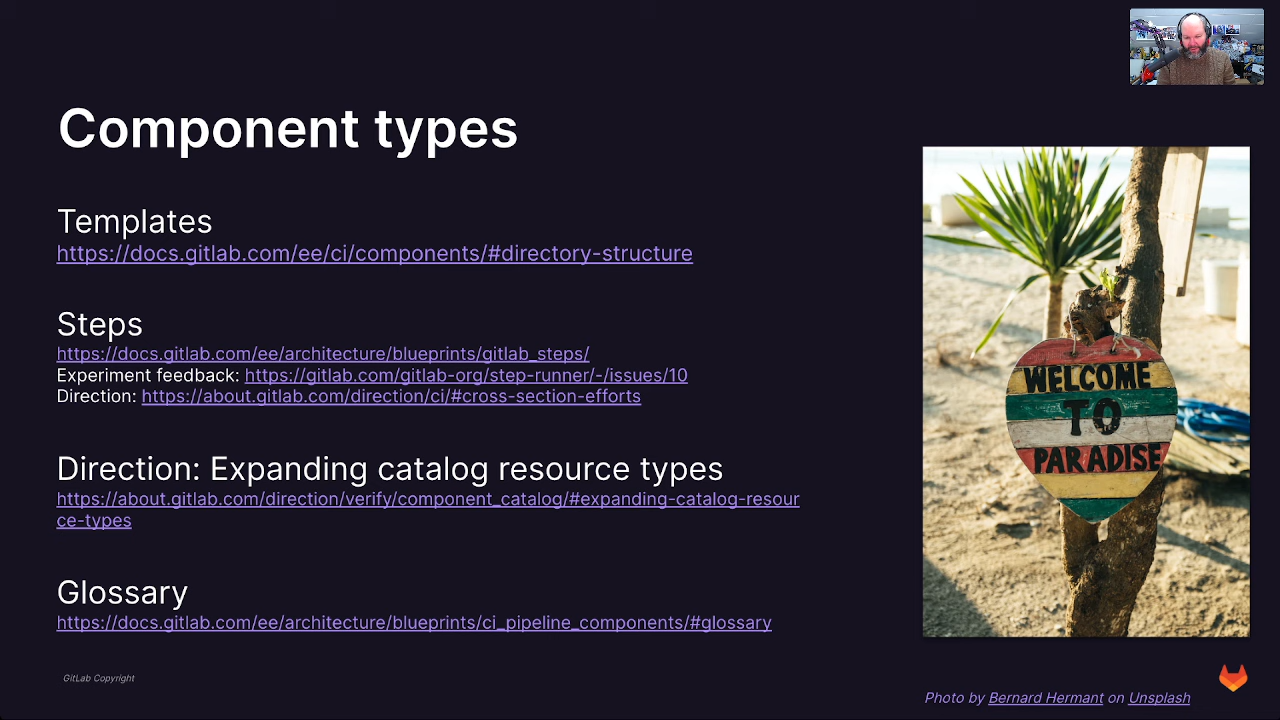 Component types
Templates
https://docs.gitlab.com/ee/ci/components/#directory-structure
Steps
https://docs.gitlab.com/ee/architecture/blueprints/gitlab_steps/
Experiment feedback: https://gitlab.com/gitlab-org/step-runner/-/issues/10
Direction: https://about.gitlab.com/direction/ci/#cross-section-efforts
Direction: Expanding catalog resource types
https://about.gitlab.com/direction/verify/component_catalog/#expanding-catalog-resour
ce-types
Glossary
https://docs.gitlab.com/ee/architecture/blueprints/ci_pipeline_components/#glossary
GitLab Copyright
WELCOME
TO
PARADISE
Photo by Bernard Hermant on Unsplash